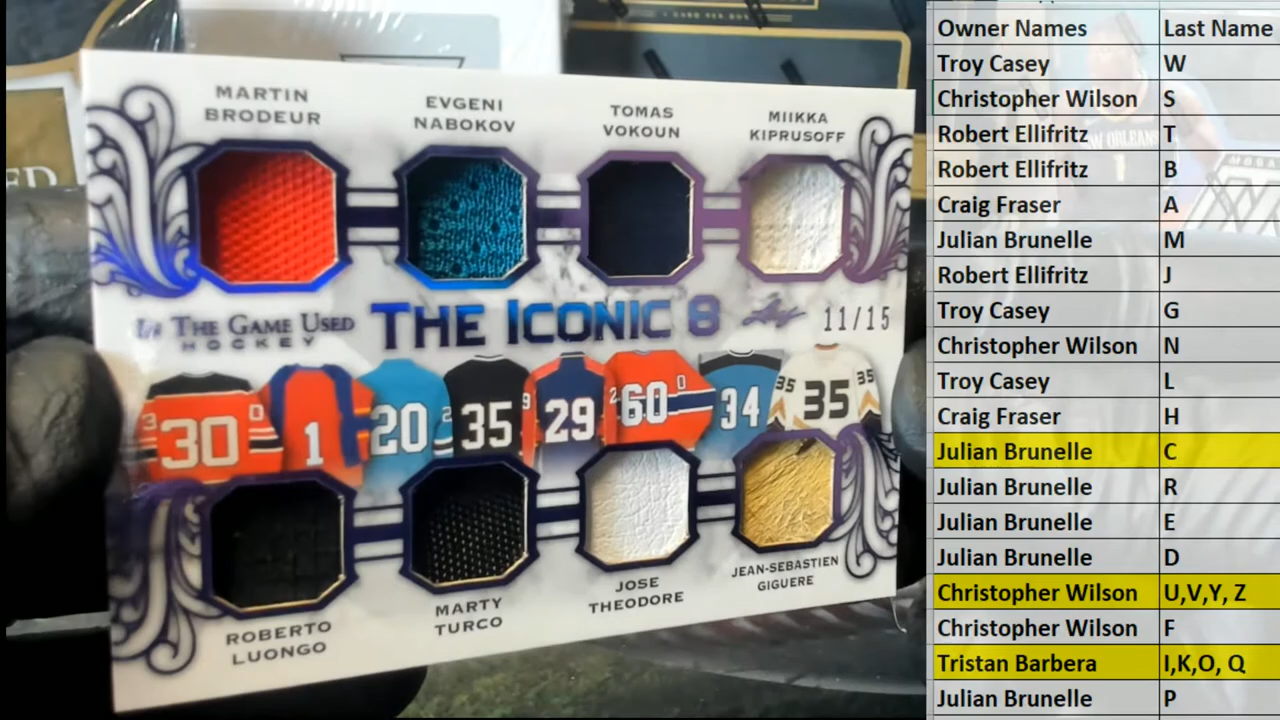 MARTIN
BRODEUR
EVGENI
NABOKOV
TOMAS
VOKOUN
MIIKKA
KIPRUSOFF
THE GAME USED
HOCKEY
THE ICONIC 8
Leaf
11/15
30
1
20
35
29
60
34
35
35
35
ROBERTO
LUONGO
MARTY
TURCO
JOSE
THEODORE
JEAN-SEBASTIEN
GIGUERE
Owner Names Last Name
Troy Casey W
Christopher Wilson S
Robert Ellifritz T
Robert Ellifritz B
Craig Fraser A
Julian Brunelle M
Robert Ellifritz J
Troy Casey G
Christopher Wilson N
Troy Casey L
Craig Fraser H
Julian Brunelle C
Julian Brunelle R
Julian Brunelle E
Julian Brunelle D
Christopher Wilson U,V,Y, Z
Christopher Wilson F
Tristan Barbera I,K,O, Q
Julian Brunelle P